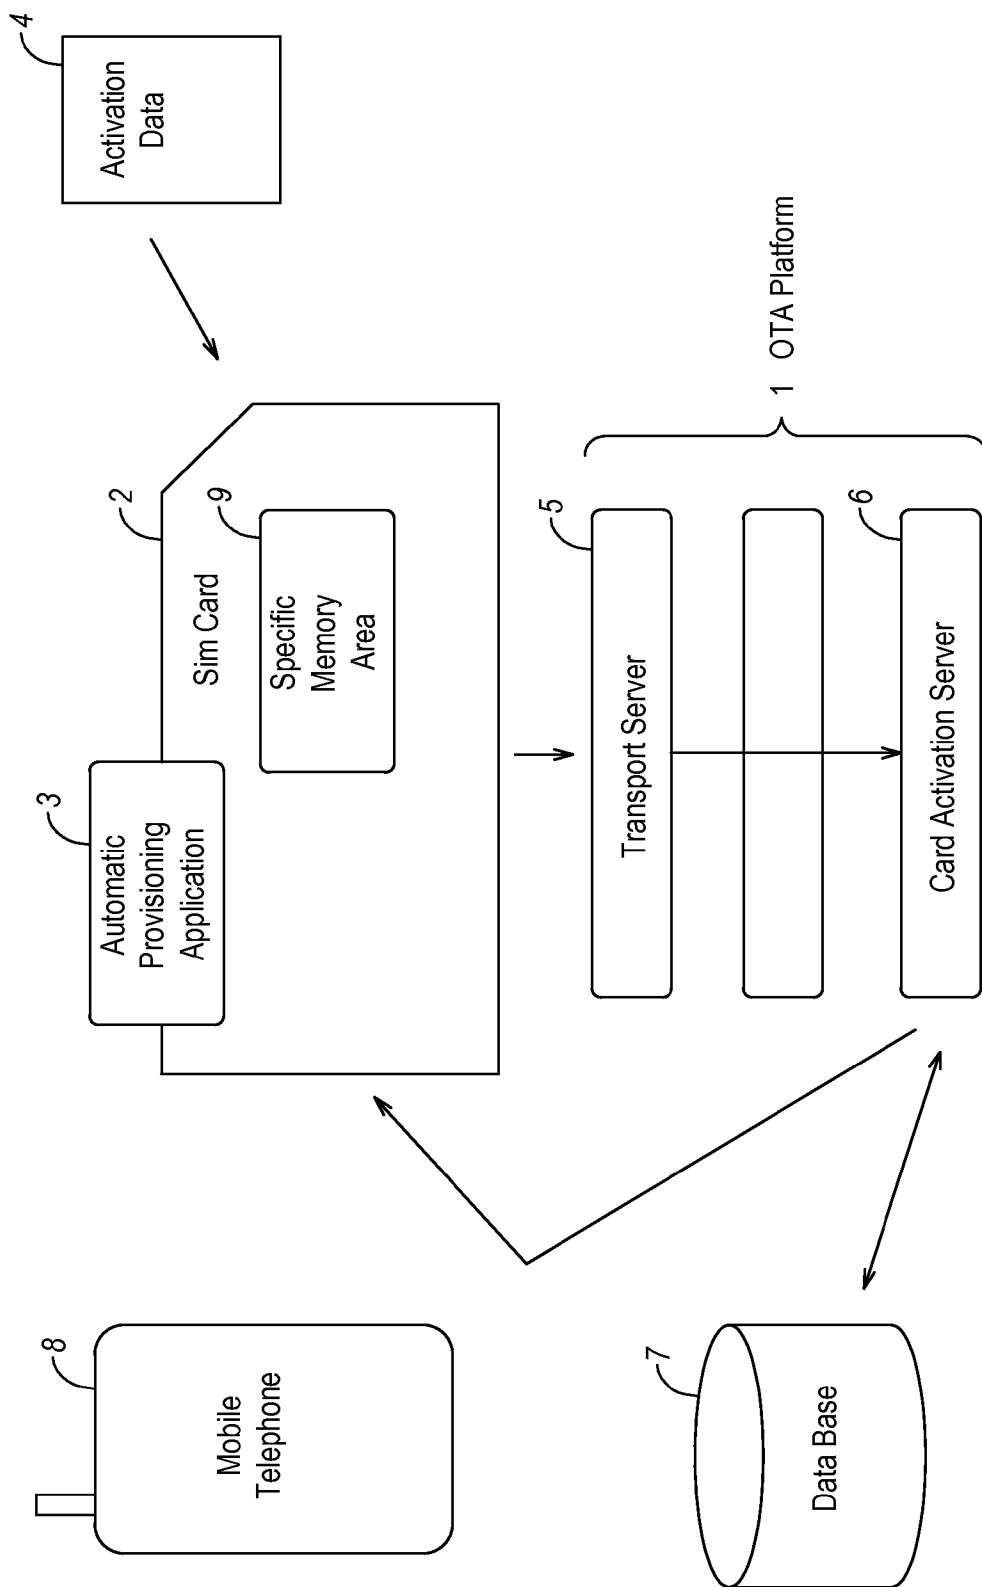 8
Mobile
Telephone
3
Automatic
Provisioning
Application
2
Sim Card
9
Specific
Memory
Area
4
Activation
Data
7
Data Base
5
Transport Server
6
Card Activation Server
1 OTA Platform